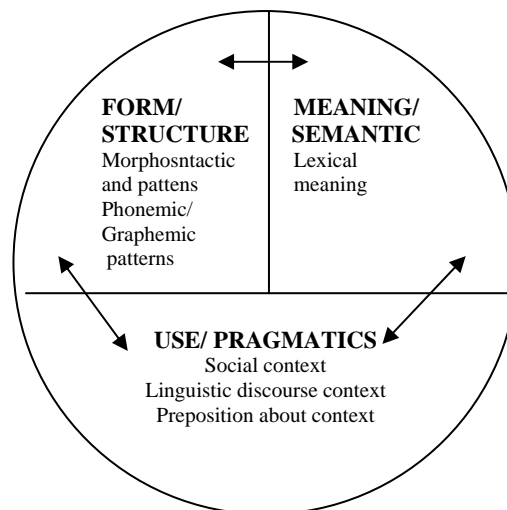 FORM/
STRUCTURE
Morphosntactic
and pattens
Phonemic/
Graphemic
patterns
MEANING/
SEMANTIC
Lexical
meaning
USE/ PRAGMATICS
Social context
Linguistic discourse context
Preposition about context